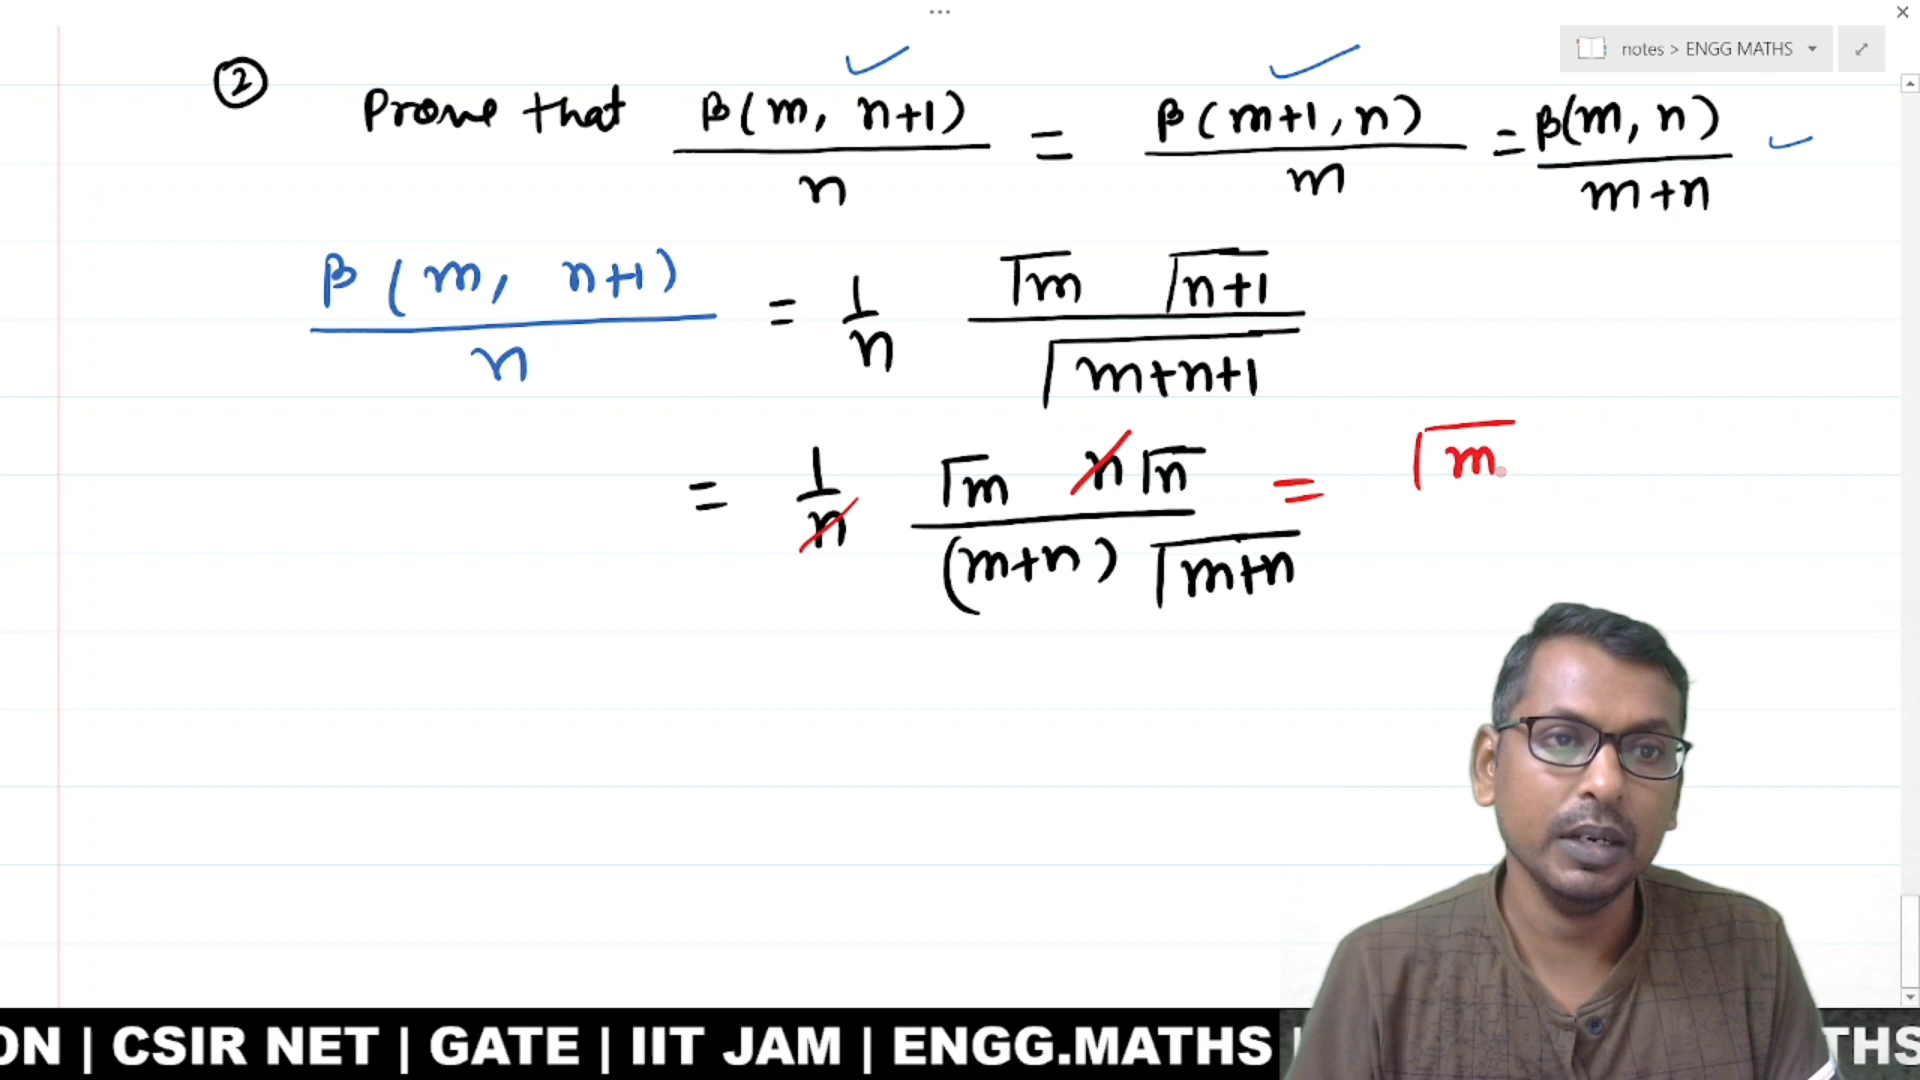 ...
notes > ENGG MATHS
② Prove that β(m, n+1)/n = β(m+1, n)/m = β(m, n)/m+n
β(m, n+1)/n = 1/n Γm Γn+1/Γm+n+1
= 1/n Γm nΓn/(m+n) Γm+n = Γm
ON | CSIR NET | GATE | IIT JAM | ENGG.MATHS | THS